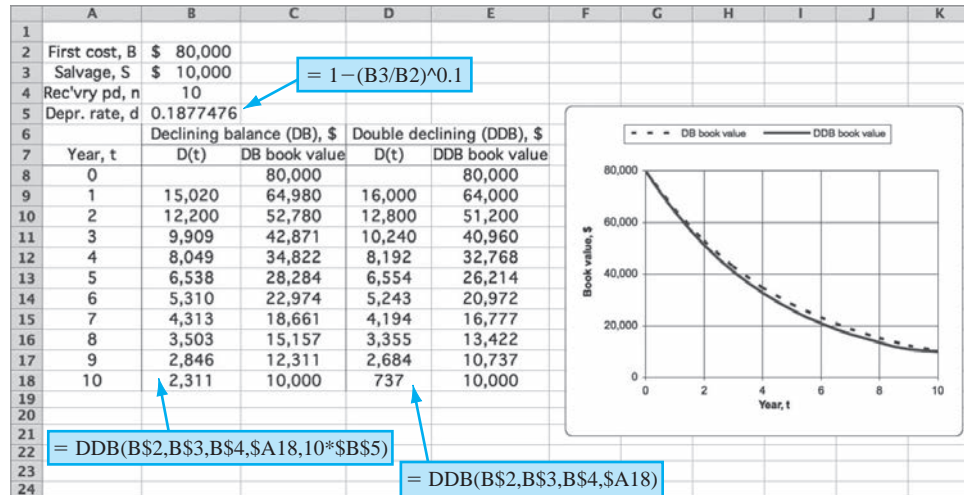 A B C D E F G H I J K
1
2 First cost, B $ 80,000
3 Salvage, S $ 10,000
= 1−(B3/B2)^0.1
4 Rec'vry pd, n 10
5 Depr. rate, d 0.1877476
6 Declining balance (DB), $ Double declining (DDB), $
7 Year, t D(t) DB book value D(t) DDB book value
8 0 80,000 80,000
9 1 15,020 64,980 16,000 64,000
10 2 12,200 52,780 12,800 51,200
11 3 9,909 42,871 10,240 40,960
12 4 8,049 34,822 8,192 32,768
13 5 6,538 28,284 6,554 26,214
14 6 5,310 22,974 5,243 20,972
15 7 4,313 18,661 4,194 16,777
16 8 3,503 15,157 3,355 13,422
17 9 2,846 12,311 2,684 10,737
18 10 2,311 10,000 737 10,000
19
20
21
= DDB(B$2,B$3,B$4,$A18,10*$B$5)
22
23
= DDB(B$2,B$3,B$4,$A18)
24
DB book value DDB book value
Book value, $
80,000
60,000
40,000
20,000
0
0 2 4 6 8 10
Year, t